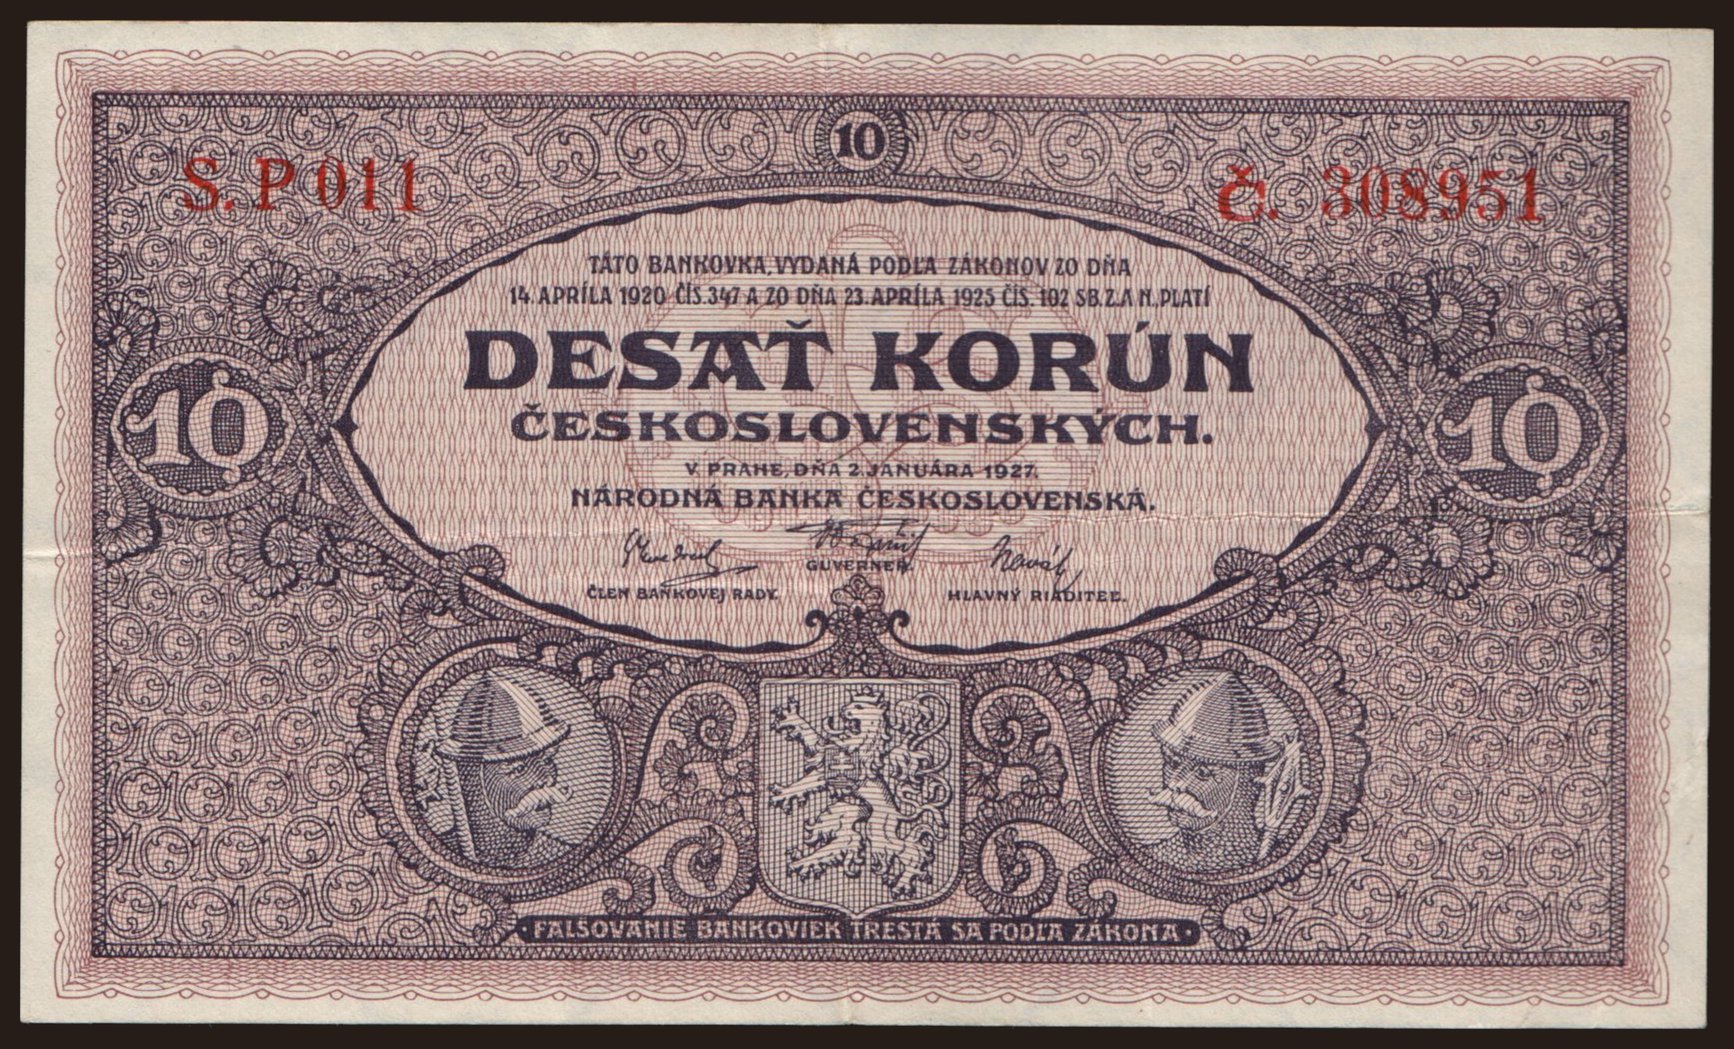 10
S.P 011
Č. 308951
TÁTO BANKOVKA, VYDANÁ PODĽA ZÁKONOV ZO DŇA
14. APRÍLA 1920 ČÍS. 347 A ZO DŇA 23. APRÍLA 1925 ČÍS. 102 SB. Z. A N. PLATÍ
DESAŤ KORÚN
10
ČESKOSLOVENSKÝCH.
10
V PRAHE, DŇA 2. JANUÁRA 1927.
NÁRODNÁ BANKA ČESKOSLOVENSKÁ.
GUVERNÉR.
ČLEN BANKOVEJ RADY.
HLAVNÝ RIADITEĽ.
· FALŠOVANIE BANKOVIEK TRESTÁ SA PODĽA ZÁKONA ·